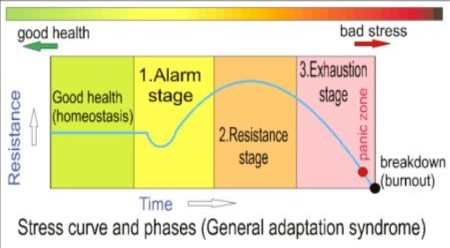 good health
bad stress
Resistance
Good health
(homeostasis)
1.Alarm
stage
2.Resistance
stage
3.Exhaustion
stage
panic zone
breakdown
(burnout)
Time
Stress curve and phases (General adaptation syndrome)